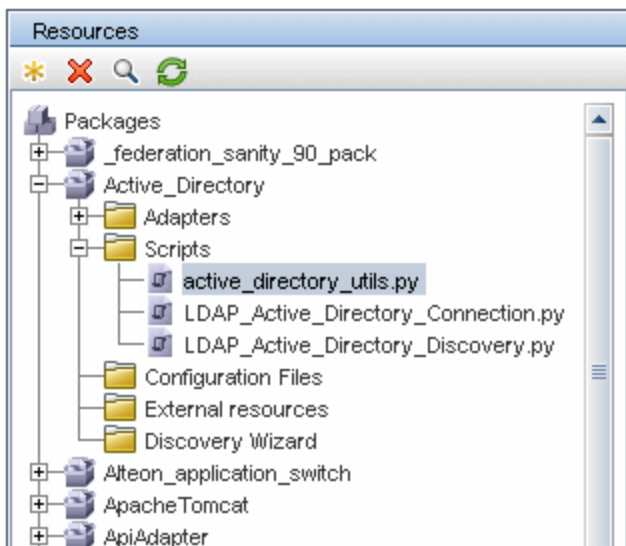 Resources
Packages
_federation_sanity_90_pack
Active_Directory
Adapters
Scripts
active_directory_utils.py
LDAP_Active_Directory_Connection.py
LDAP_Active_Directory_Discovery.py
Configuration Files
External resources
Discovery Wizard
Alteon_application_switch
ApacheTomcat
ApiAdapter